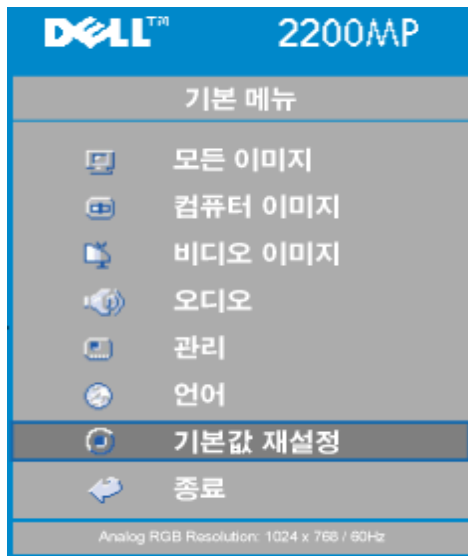 DELL™ 2200MP
기본 메뉴
모든 이미지
컴퓨터 이미지
비디오 이미지
오디오
관리
언어
기본값 재설정
종료
Analog RGB Resolution: 1024 x 768 / 60Hz